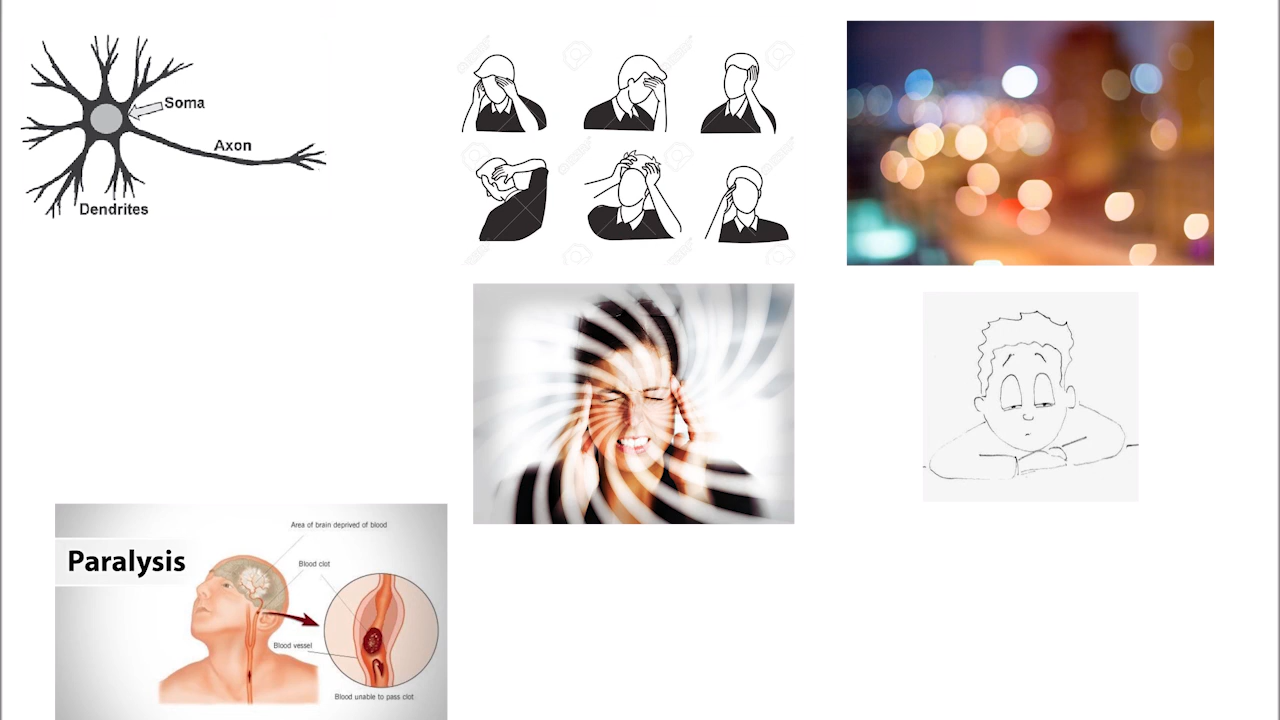 Soma
Axon
Dendrites
Area of brain deprived of blood
Paralysis
Blood clot
Blood vessel
Blood unable to pass clot